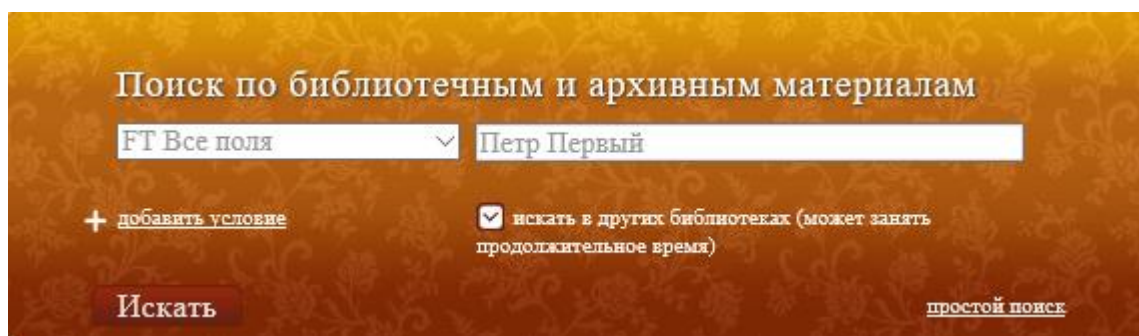 Поиск по библиотечным и архивным материалам
FT Все поля
Петр Первый
+ добавить условие
искать в других библиотеках (может занять
продолжительное время)
Искать
простой поиск